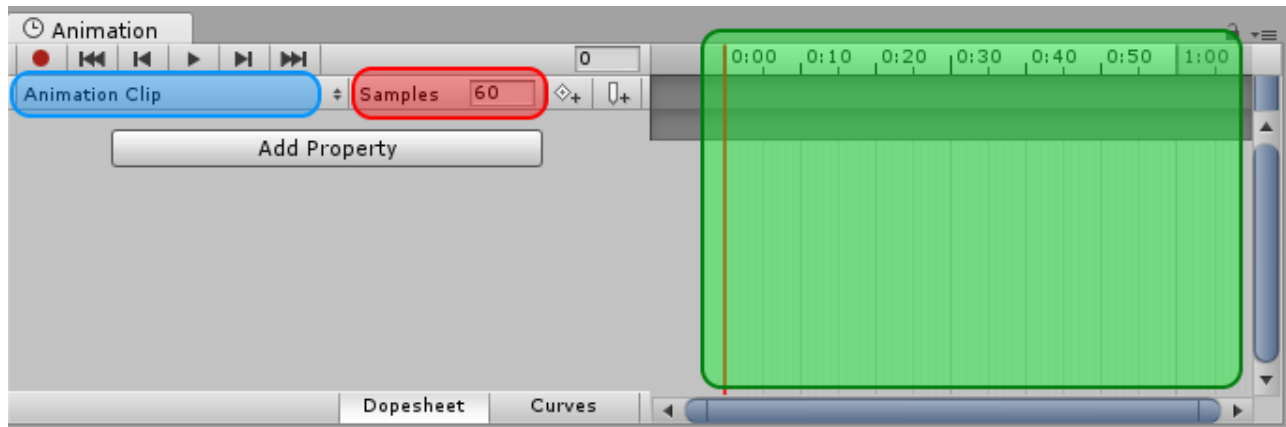 Animation
0 0:00 0:10 0:20 0:30 0:40 0:50 1:00
Animation Clip Samples 60
Add Property
Dopesheet Curves